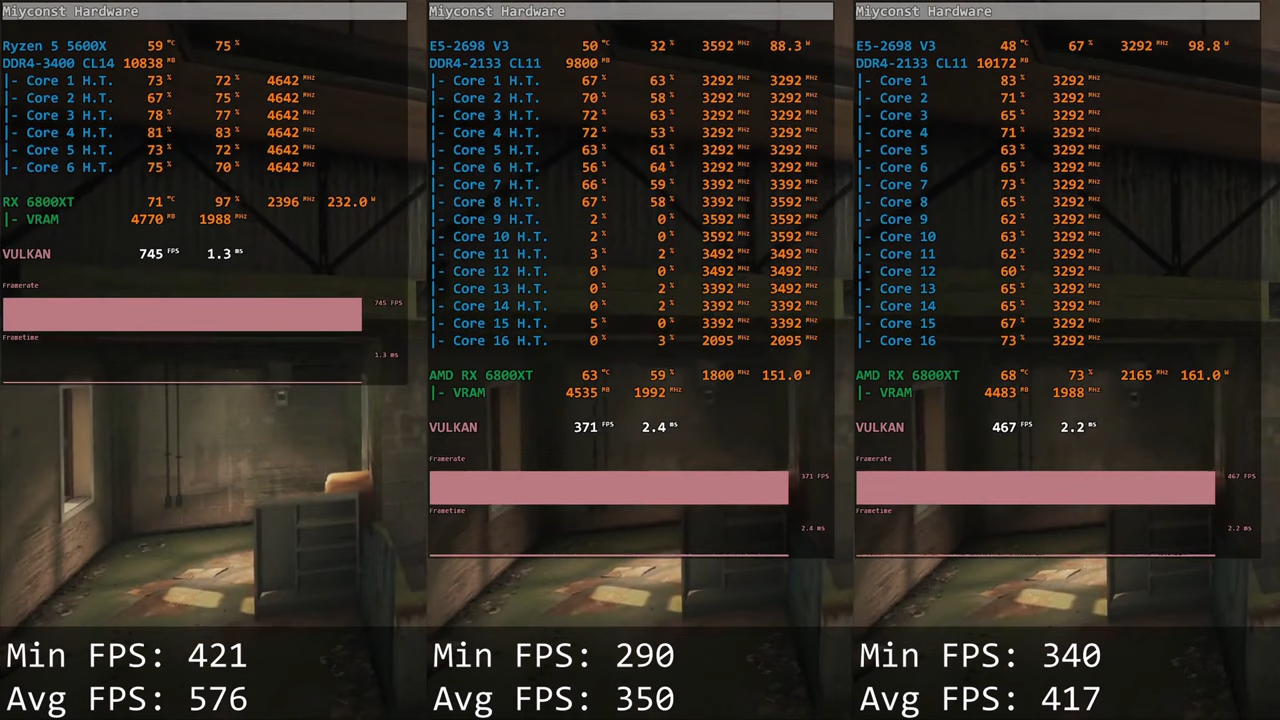 Miyconst Hardware
Ryzen 5 5600X 59 °C 75 %
DDR4-3400 CL14 10838 MB
|- Core 1 H.T. 73 % 72 % 4642 MHz
|- Core 2 H.T. 67 % 75 % 4642 MHz
|- Core 3 H.T. 78 % 77 % 4642 MHz
|- Core 4 H.T. 81 % 83 % 4642 MHz
|- Core 5 H.T. 73 % 72 % 4642 MHz
|- Core 6 H.T. 75 % 70 % 4642 MHz
RX 6800XT 71 °C 97 % 2396 MHz 232.0 W
|- VRAM 4770 MB 1988 MHz
VULKAN 745 FPS 1.3 ms
Framerate
745 FPS
Frametime
1.3 ms
Min FPS: 421
Avg FPS: 576
Miyconst Hardware
E5-2698 V3 50 °C 32 % 3592 MHz 88.3 W
DDR4-2133 CL11 9800 MB
|- Core 1 H.T. 67 % 63 % 3292 MHz 3292 MHz
|- Core 2 H.T. 70 % 58 % 3292 MHz 3292 MHz
|- Core 3 H.T. 72 % 63 % 3292 MHz 3292 MHz
|- Core 4 H.T. 72 % 53 % 3292 MHz 3292 MHz
|- Core 5 H.T. 63 % 61 % 3292 MHz 3292 MHz
|- Core 6 H.T. 56 % 64 % 3292 MHz 3292 MHz
|- Core 7 H.T. 66 % 59 % 3392 MHz 3392 MHz
|- Core 8 H.T. 67 % 58 % 3392 MHz 3392 MHz
|- Core 9 H.T. 2 % 0 % 3592 MHz 3592 MHz
|- Core 10 H.T. 2 % 0 % 3592 MHz 3592 MHz
|- Core 11 H.T. 3 % 2 % 3492 MHz 3492 MHz
|- Core 12 H.T. 0 % 0 % 3492 MHz 3492 MHz
|- Core 13 H.T. 0 % 2 % 3392 MHz 3492 MHz
|- Core 14 H.T. 0 % 2 % 3392 MHz 3392 MHz
|- Core 15 H.T. 5 % 0 % 3392 MHz 3392 MHz
|- Core 16 H.T. 0 % 3 % 2095 MHz 2095 MHz
AMD RX 6800XT 63 °C 59 % 1800 MHz 151.0 W
|- VRAM 4535 MB 1992 MHz
VULKAN 371 FPS 2.4 ms
Framerate
371 FPS
Frametime
2.4 ms
Min FPS: 290
Avg FPS: 350
Miyconst Hardware
E5-2698 V3 48 °C 67 % 3292 MHz 98.8 W
DDR4-2133 CL11 10172 MB
|- Core 1 83 % 3292 MHz
|- Core 2 71 % 3292 MHz
|- Core 3 65 % 3292 MHz
|- Core 4 71 % 3292 MHz
|- Core 5 63 % 3292 MHz
|- Core 6 65 % 3292 MHz
|- Core 7 73 % 3292 MHz
|- Core 8 65 % 3292 MHz
|- Core 9 62 % 3292 MHz
|- Core 10 63 % 3292 MHz
|- Core 11 62 % 3292 MHz
|- Core 12 60 % 3292 MHz
|- Core 13 65 % 3292 MHz
|- Core 14 65 % 3292 MHz
|- Core 15 67 % 3292 MHz
|- Core 16 73 % 3292 MHz
AMD RX 6800XT 68 °C 73 % 2165 MHz 161.0 W
|- VRAM 4483 MB 1988 MHz
VULKAN 467 FPS 2.2 ms
Framerate
467 FPS
Frametime
2.2 ms
Min FPS: 340
Avg FPS: 417